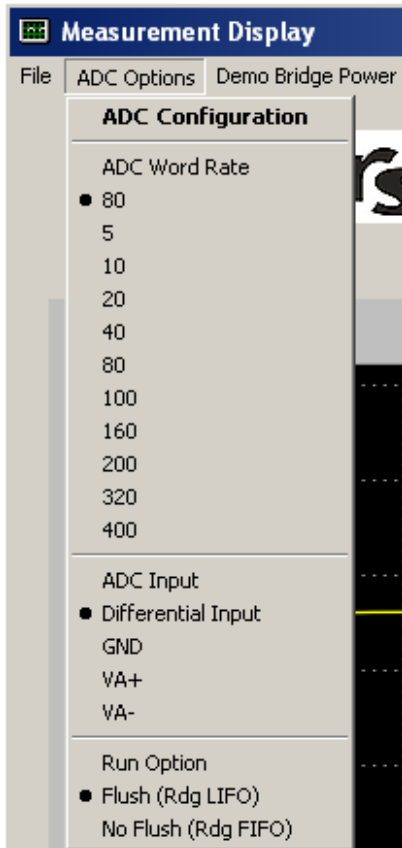 Measurement Display
File ADC Options Demo Bridge Power
ADC Configuration
ADC Word Rate
80
5
10
20
40
80
100
160
200
320
400
ADC Input
Differential Input
GND
VA+
VA-
Run Option
Flush (Rdg LIFO)
No Flush (Rdg FIFO)